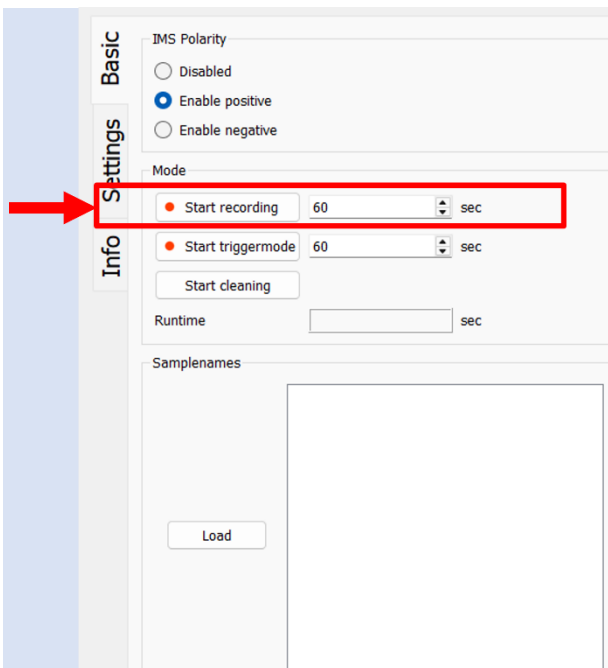 Basic
Settings
Info
IMS Polarity
Disabled
Enable positive
Enable negative
Mode
Start recording 60 sec
Start triggermode 60 sec
Start cleaning
Runtime sec
Samplenames
Load